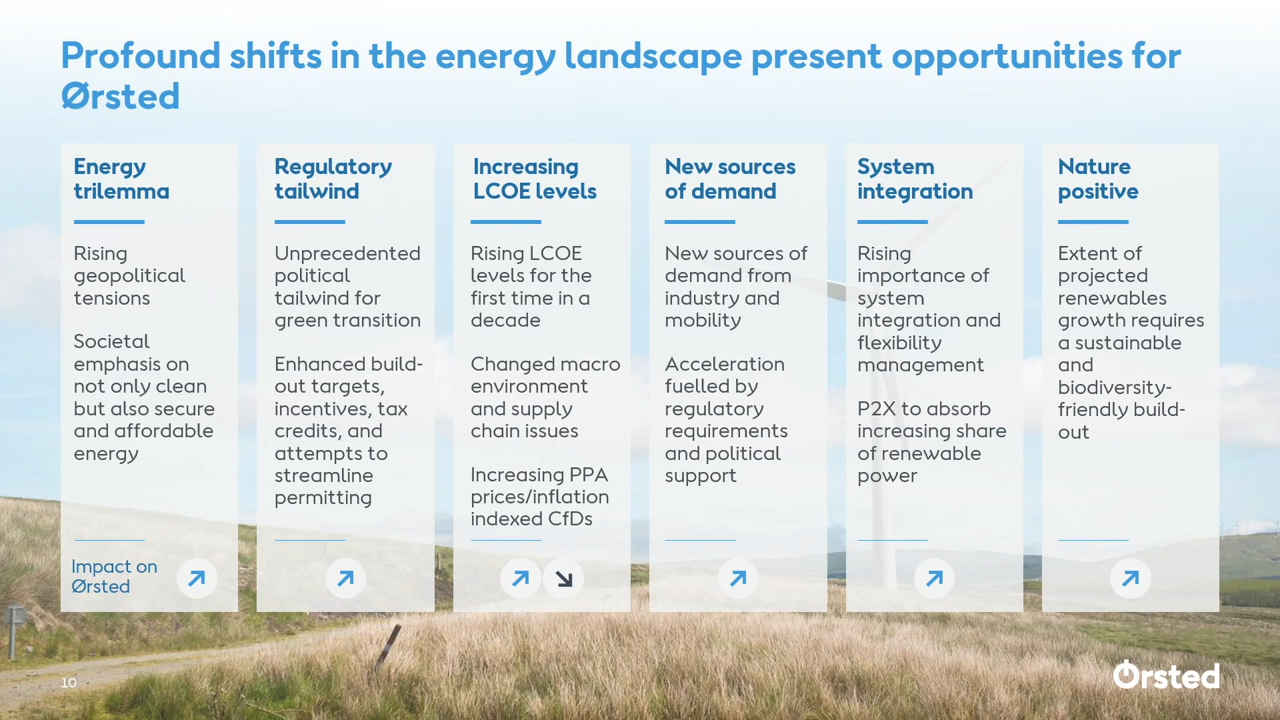 Profound shifts in the energy landscape present opportunities for
Ørsted
Energy
trilemma
Rising
geopolitical
tensions
Societal
emphasis on
not only clean
but also secure
and affordable
energy
Impact on
Ørsted
Regulatory
tailwind
Unprecedented
political
tailwind for
green transition
Enhanced build-
out targets,
incentives, tax
credits, and
attempts to
streamline
permitting
Increasing
LCOE levels
Rising LCOE
levels for the
first time in a
decade
Changed macro
environment
and supply
chain issues
Increasing PPA
prices/inflation
indexed CfDs
New sources
of demand
New sources of
demand from
industry and
mobility
Acceleration
fuelled by
regulatory
requirements
and political
support
System
integration
Rising
importance of
system
integration and
flexibility
management
P2X to absorb
increasing share
of renewable
power
Nature
positive
Extent of
projected
renewables
growth requires
a sustainable
and
biodiversity-
friendly build-
out
10
Ørsted